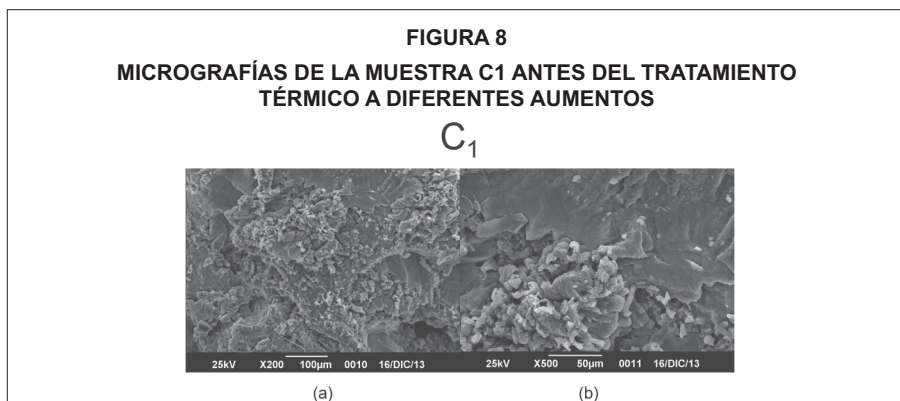 FIGURA 8
MICROGRAFÍAS DE LA MUESTRA C1 ANTES DEL TRATAMIENTO
TÉRMICO A DIFERENTES AUMENTOS
C1
25kV X200 100µm 0010 16/DIC/13
25kV X500 50µm 0011 16/DIC/13
(a) (b)